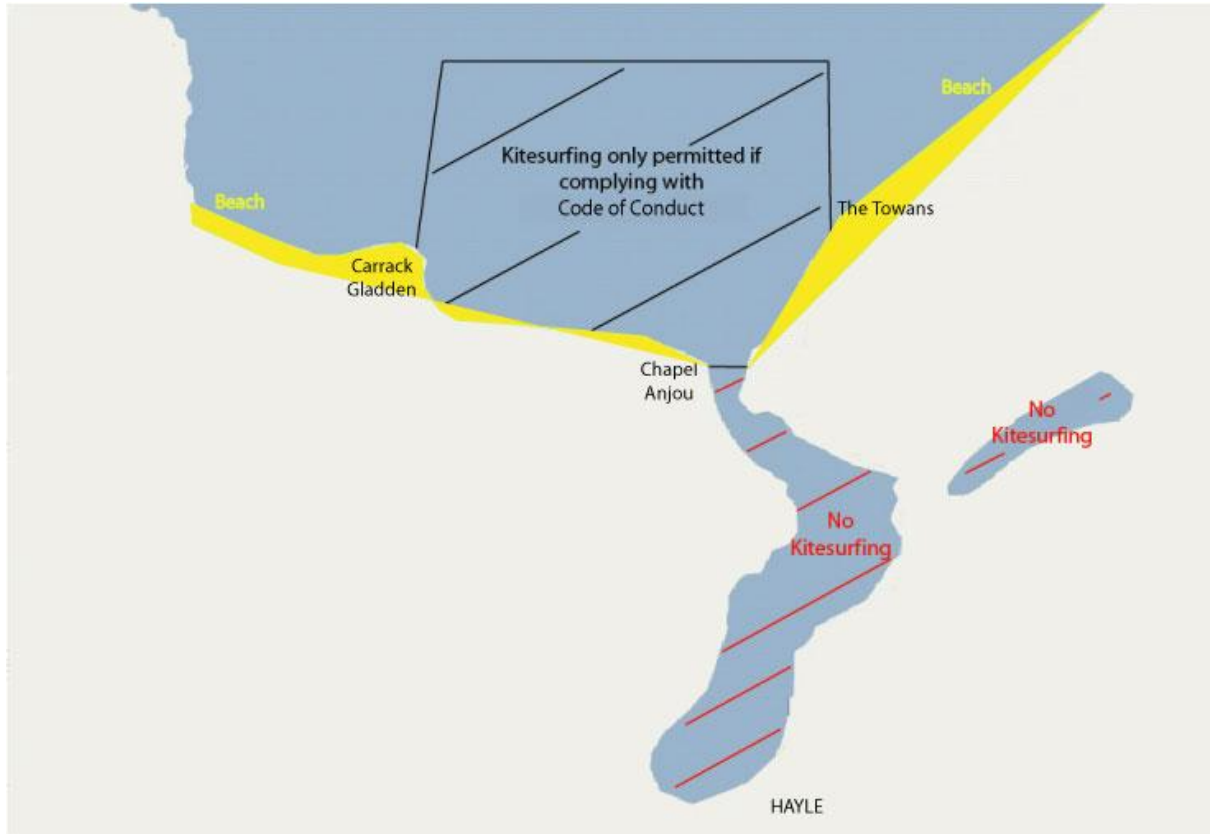 Beach
Kitesurfing only permitted if
complying with
Code of Conduct
Beach
The Towans
Carrack
Gladden
Chapel
Anjou
No
Kitesurfing
No
Kitesurfing
HAYLE